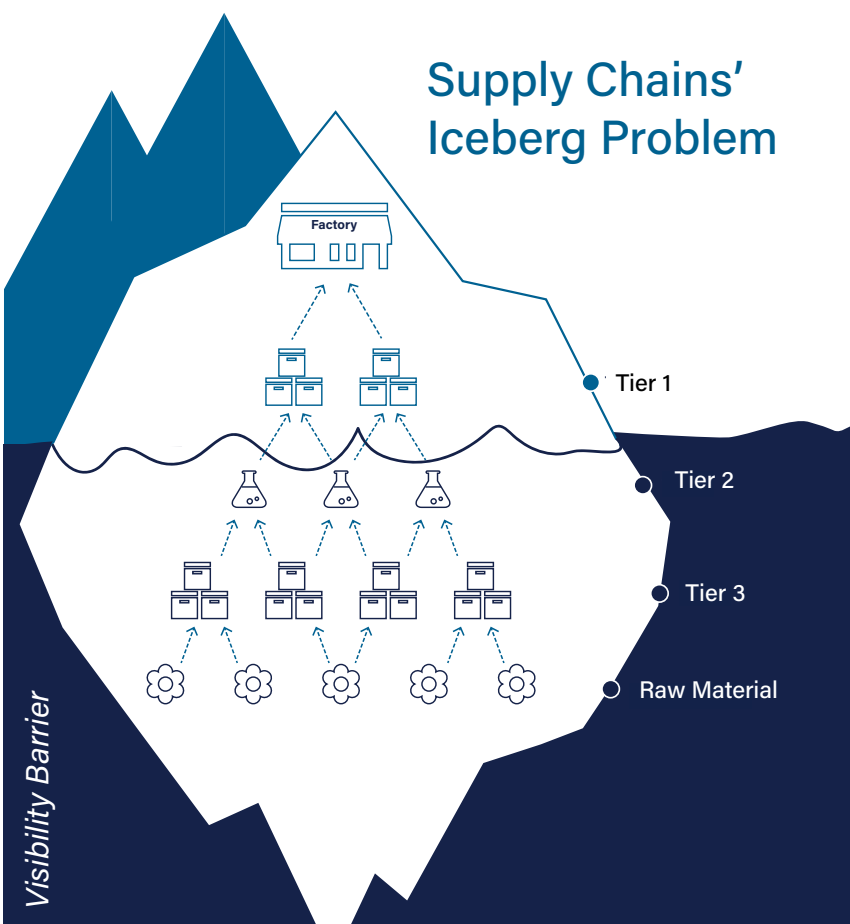 Supply Chains’
Iceberg Problem
Factory
Tier 1
Tier 2
Tier 3
Raw Material
Visibility Barrier